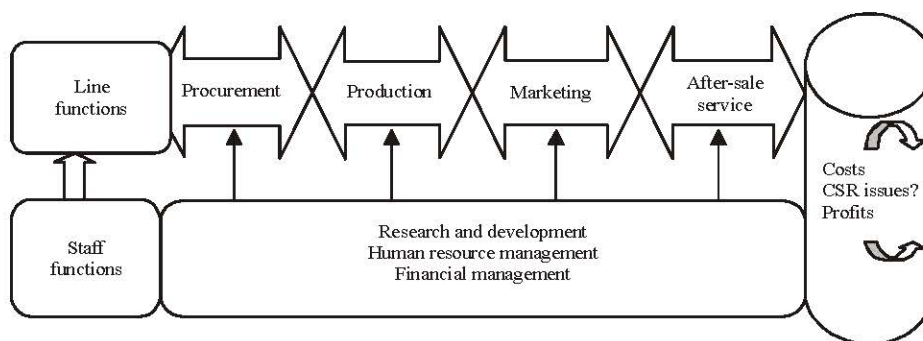 Line
functions
Procurement
Production
Marketing
After-sale
service
Costs
CSR issues?
Profits
Staff
functions
Research and development
Human resource management
Financial management